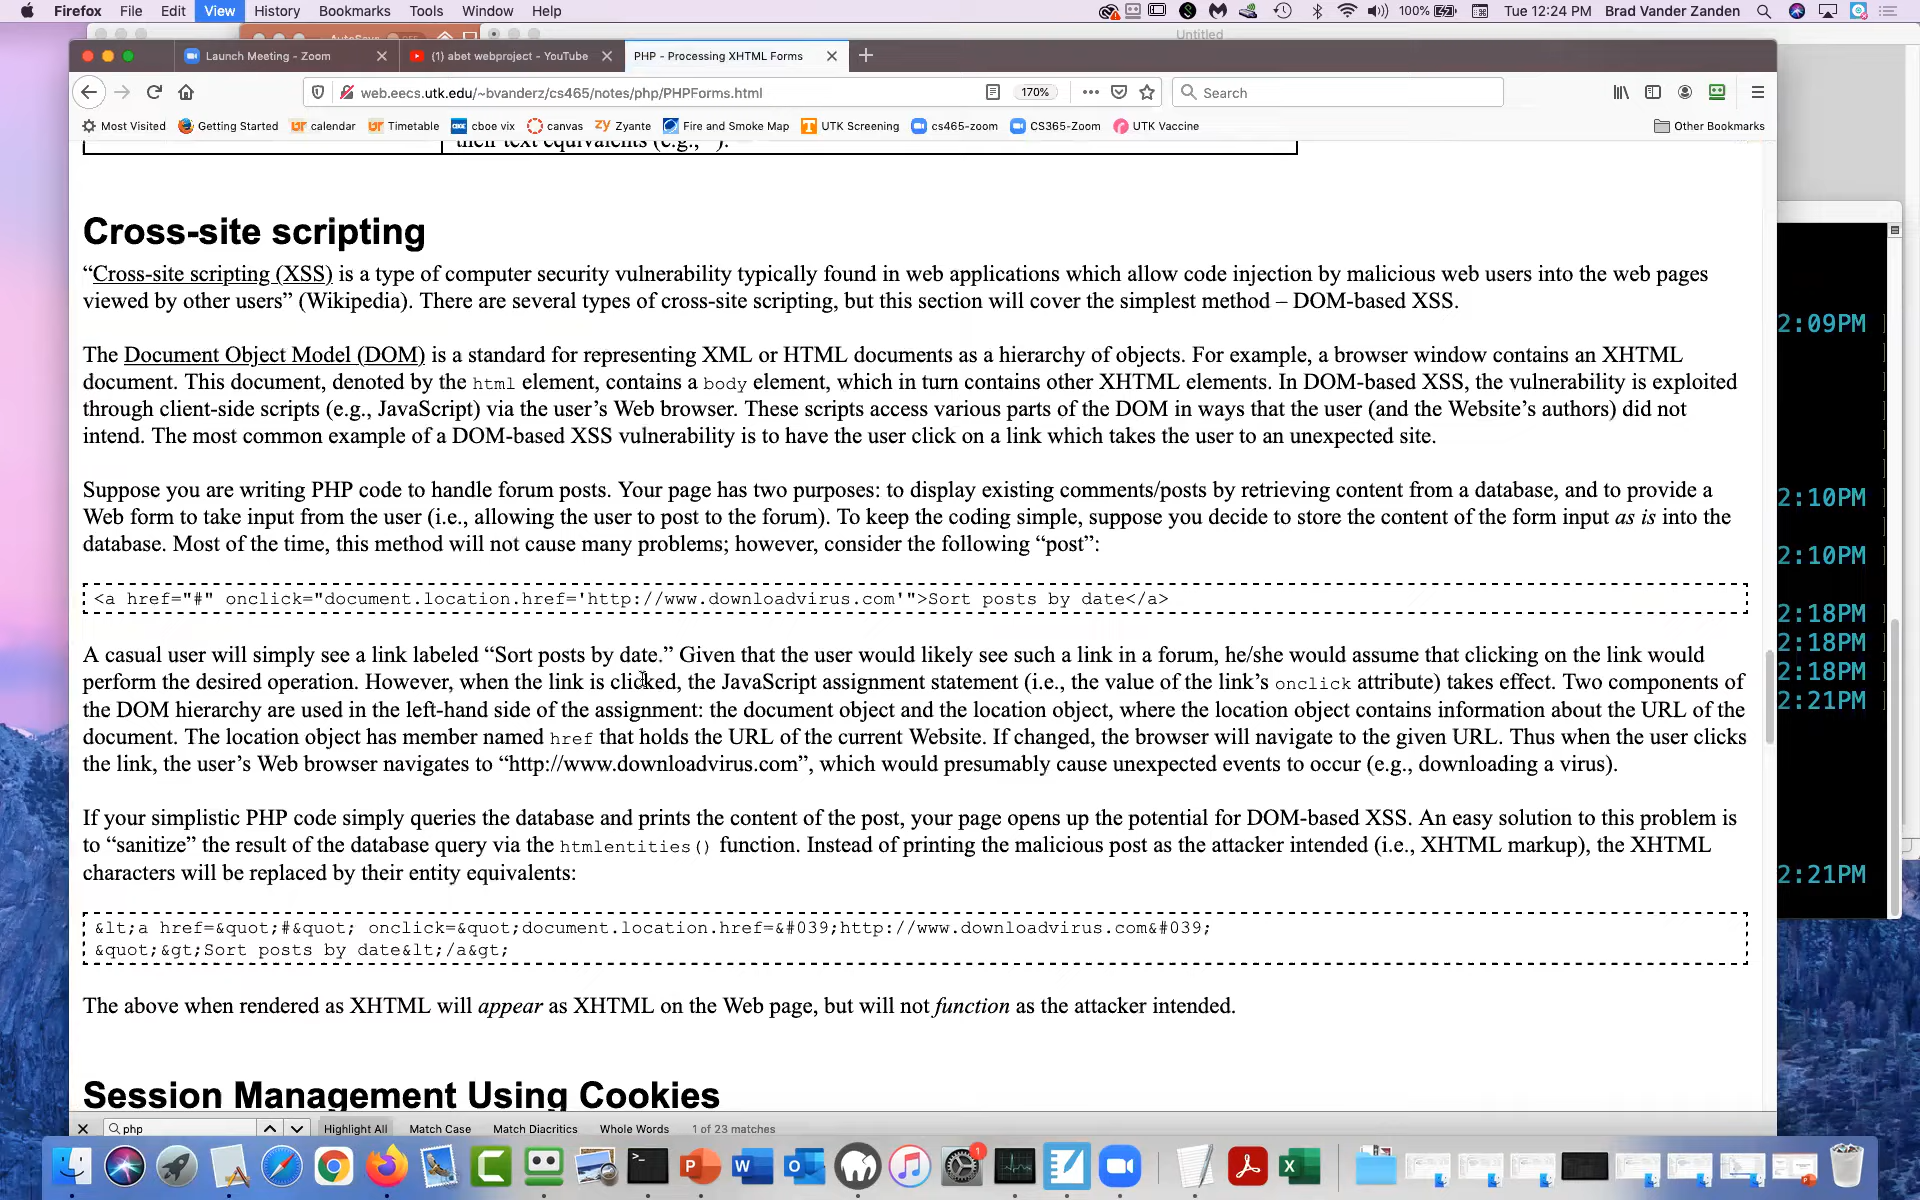 Firefox File Edit View History Bookmarks Tools Window Help 100% Tue 12:24 PM Brad Vander Zanden
Untitled
Launch Meeting - Zoom (1) abet webproject - YouTube PHP - Processing XHTML Forms
web.eecs.utk.edu/~bvanderz/cs465/notes/php/PHPForms.html 170% Search
Most Visited Getting Started calendar Timetable cboe vix canvas Zyante Fire and Smoke Map UTK Screening cs465-zoom CS365-Zoom UTK Vaccine Other Bookmarks
their text equivalents (e.g., ").
Cross-site scripting
“Cross-site scripting (XSS) is a type of computer security vulnerability typically found in web applications which allow code injection by malicious web users into the web pages
viewed by other users” (Wikipedia). There are several types of cross-site scripting, but this section will cover the simplest method – DOM-based XSS.
The Document Object Model (DOM) is a standard for representing XML or HTML documents as a hierarchy of objects. For example, a browser window contains an XHTML
document. This document, denoted by the html element, contains a body element, which in turn contains other XHTML elements. In DOM-based XSS, the vulnerability is exploited
through client-side scripts (e.g., JavaScript) via the user’s Web browser. These scripts access various parts of the DOM in ways that the user (and the Website’s authors) did not
intend. The most common example of a DOM-based XSS vulnerability is to have the user click on a link which takes the user to an unexpected site.
Suppose you are writing PHP code to handle forum posts. Your page has two purposes: to display existing comments/posts by retrieving content from a database, and to provide a
Web form to take input from the user (i.e., allowing the user to post to the forum). To keep the coding simple, suppose you decide to store the content of the form input as is into the
database. Most of the time, this method will not cause many problems; however, consider the following “post”:
<a href="#" onclick="document.location.href='http://www.downloadvirus.com'">Sort posts by date</a>
A casual user will simply see a link labeled “Sort posts by date.” Given that the user would likely see such a link in a forum, he/she would assume that clicking on the link would
perform the desired operation. However, when the link is clicked, the JavaScript assignment statement (i.e., the value of the link’s onclick attribute) takes effect. Two components of
the DOM hierarchy are used in the left-hand side of the assignment: the document object and the location object, where the location object contains information about the URL of the
document. The location object has member named href that holds the URL of the current Website. If changed, the browser will navigate to the given URL. Thus when the user clicks
the link, the user’s Web browser navigates to “http://www.downloadvirus.com”, which would presumably cause unexpected events to occur (e.g., downloading a virus).
If your simplistic PHP code simply queries the database and prints the content of the post, your page opens up the potential for DOM-based XSS. An easy solution to this problem is
to “sanitize” the result of the database query via the htmlentities() function. Instead of printing the malicious post as the attacker intended (i.e., XHTML markup), the XHTML
characters will be replaced by their entity equivalents:
&lt;a href=&quot;#&quot; onclick=&quot;document.location.href=&#039;http://www.downloadvirus.com&#039;
&quot;&gt;Sort posts by date&lt;/a&gt;
The above when rendered as XHTML will appear as XHTML on the Web page, but will not function as the attacker intended.
Session Management Using Cookies
php Highlight All Match Case Match Diacritics Whole Words 1 of 23 matches
2:09PM
2:10PM
2:10PM
2:18PM
2:18PM
2:18PM
2:21PM
2:21PM